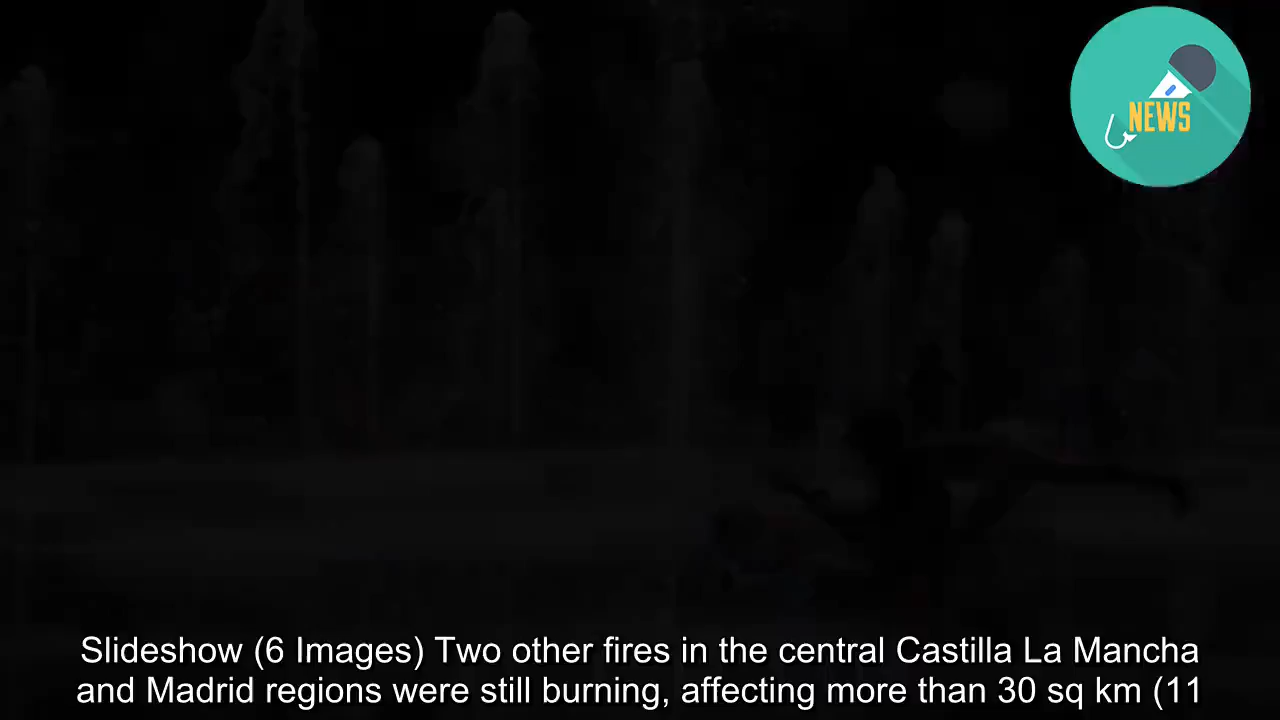 NEWS
Slideshow (6 Images) Two other fires in the central Castilla La Mancha
and Madrid regions were still burning, affecting more than 30 sq km (11